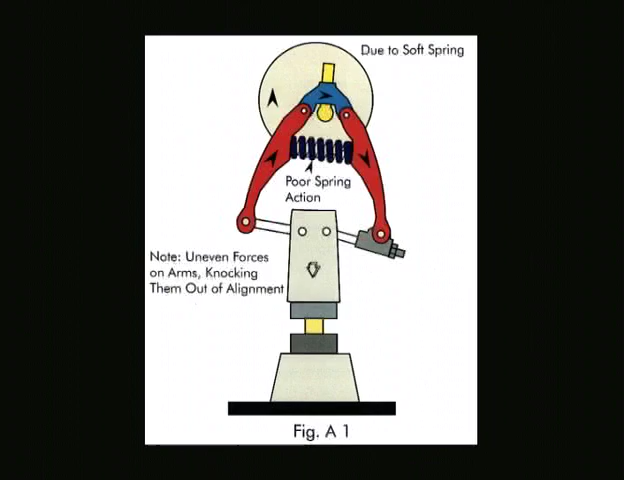 Due to Soft Spring
Poor Spring
Action
Note: Uneven Forces
on Arms, Knocking
Them Out of Alignment
Fig. A 1